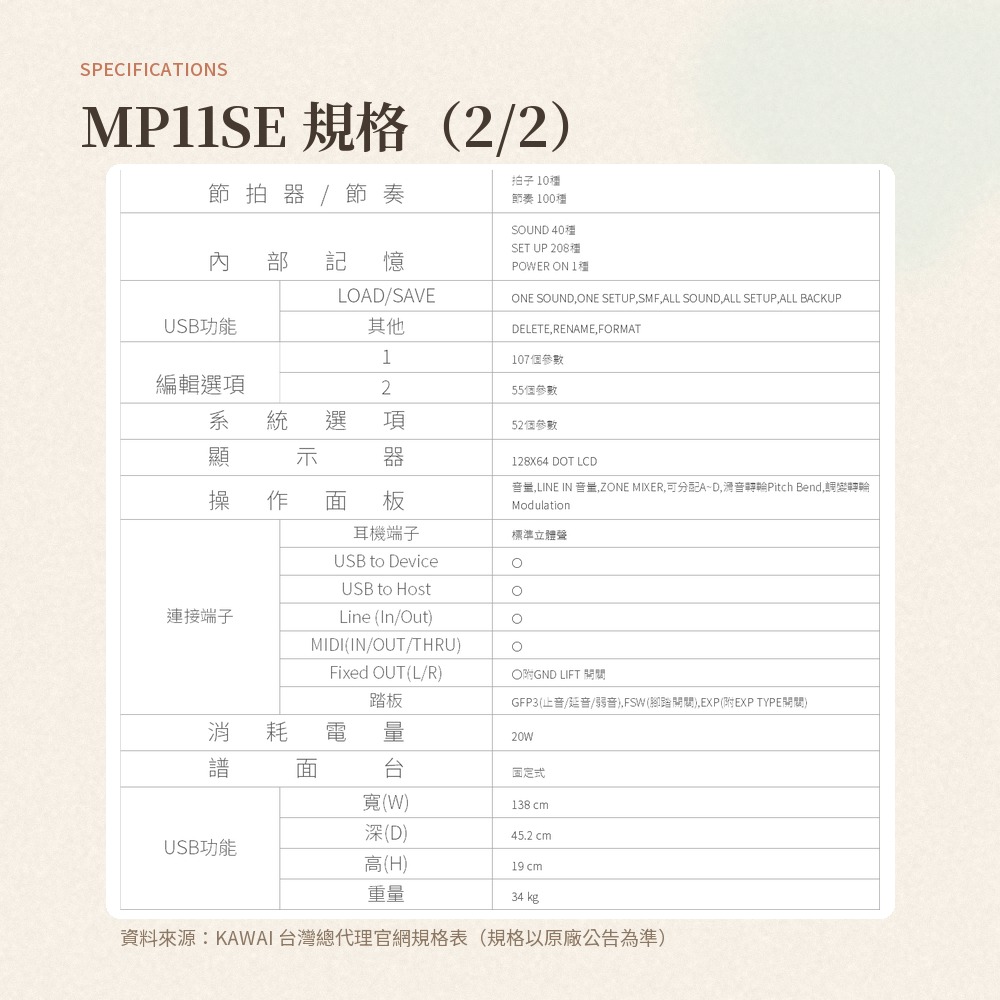 SPECIFICATIONS
MP11SE 規格（2/2）
節拍器/節奏
拍子 10種
節奏 100種
內部記憶
SOUND 40種
SET UP 208種
POWER ON 1種
USB功能
LOAD/SAVE
ONE SOUND,ONE SETUP,SMF,ALL SOUND,ALL SETUP,ALL BACKUP
其他
DELETE,RENAME,FORMAT
編輯選項
1
107個參數
2
55個參數
系統選項
52個參數
顯示器
128X64 DOT LCD
操作面板
音量,LINE IN 音量,ZONE MIXER,可分配A~D,滑音轉輪Pitch Bend,調變轉輪
Modulation
連接端子
耳機端子
標準立體聲
USB to Device
○
USB to Host
○
Line (In/Out)
○
MIDI(IN/OUT/THRU)
○
Fixed OUT(L/R)
○附GND LIFT 開關
踏板
GFP3(止音/延音/弱音),FSW(腳踏開關),EXP(附EXP TYPE開關)
消耗電量
20W
譜面台
固定式
USB功能
寬(W)
138 cm
深(D)
45.2 cm
高(H)
19 cm
重量
34 kg
資料來源：KAWAI 台灣總代理官網規格表（規格以原廠公告為準）